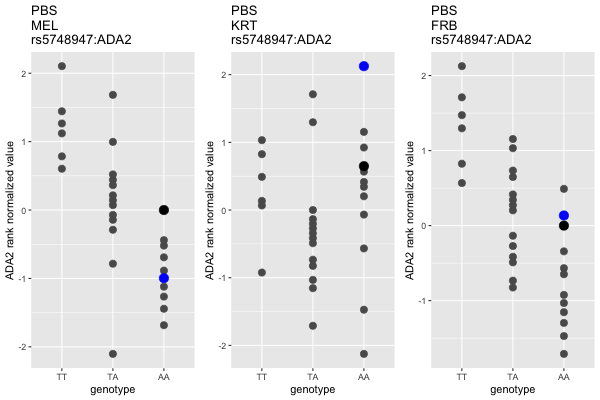 PBS
MEL
rs5748947:ADA2
ADA2 rank normalized value
2
1
0
-1
-2
TT TA AA
genotype
PBS
KRT
rs5748947:ADA2
ADA2 rank normalized value
2
1
0
-1
-2
TT TA AA
genotype
PBS
FRB
rs5748947:ADA2
ADA2 rank normalized value
2
1
0
-1
TT TA AA
genotype